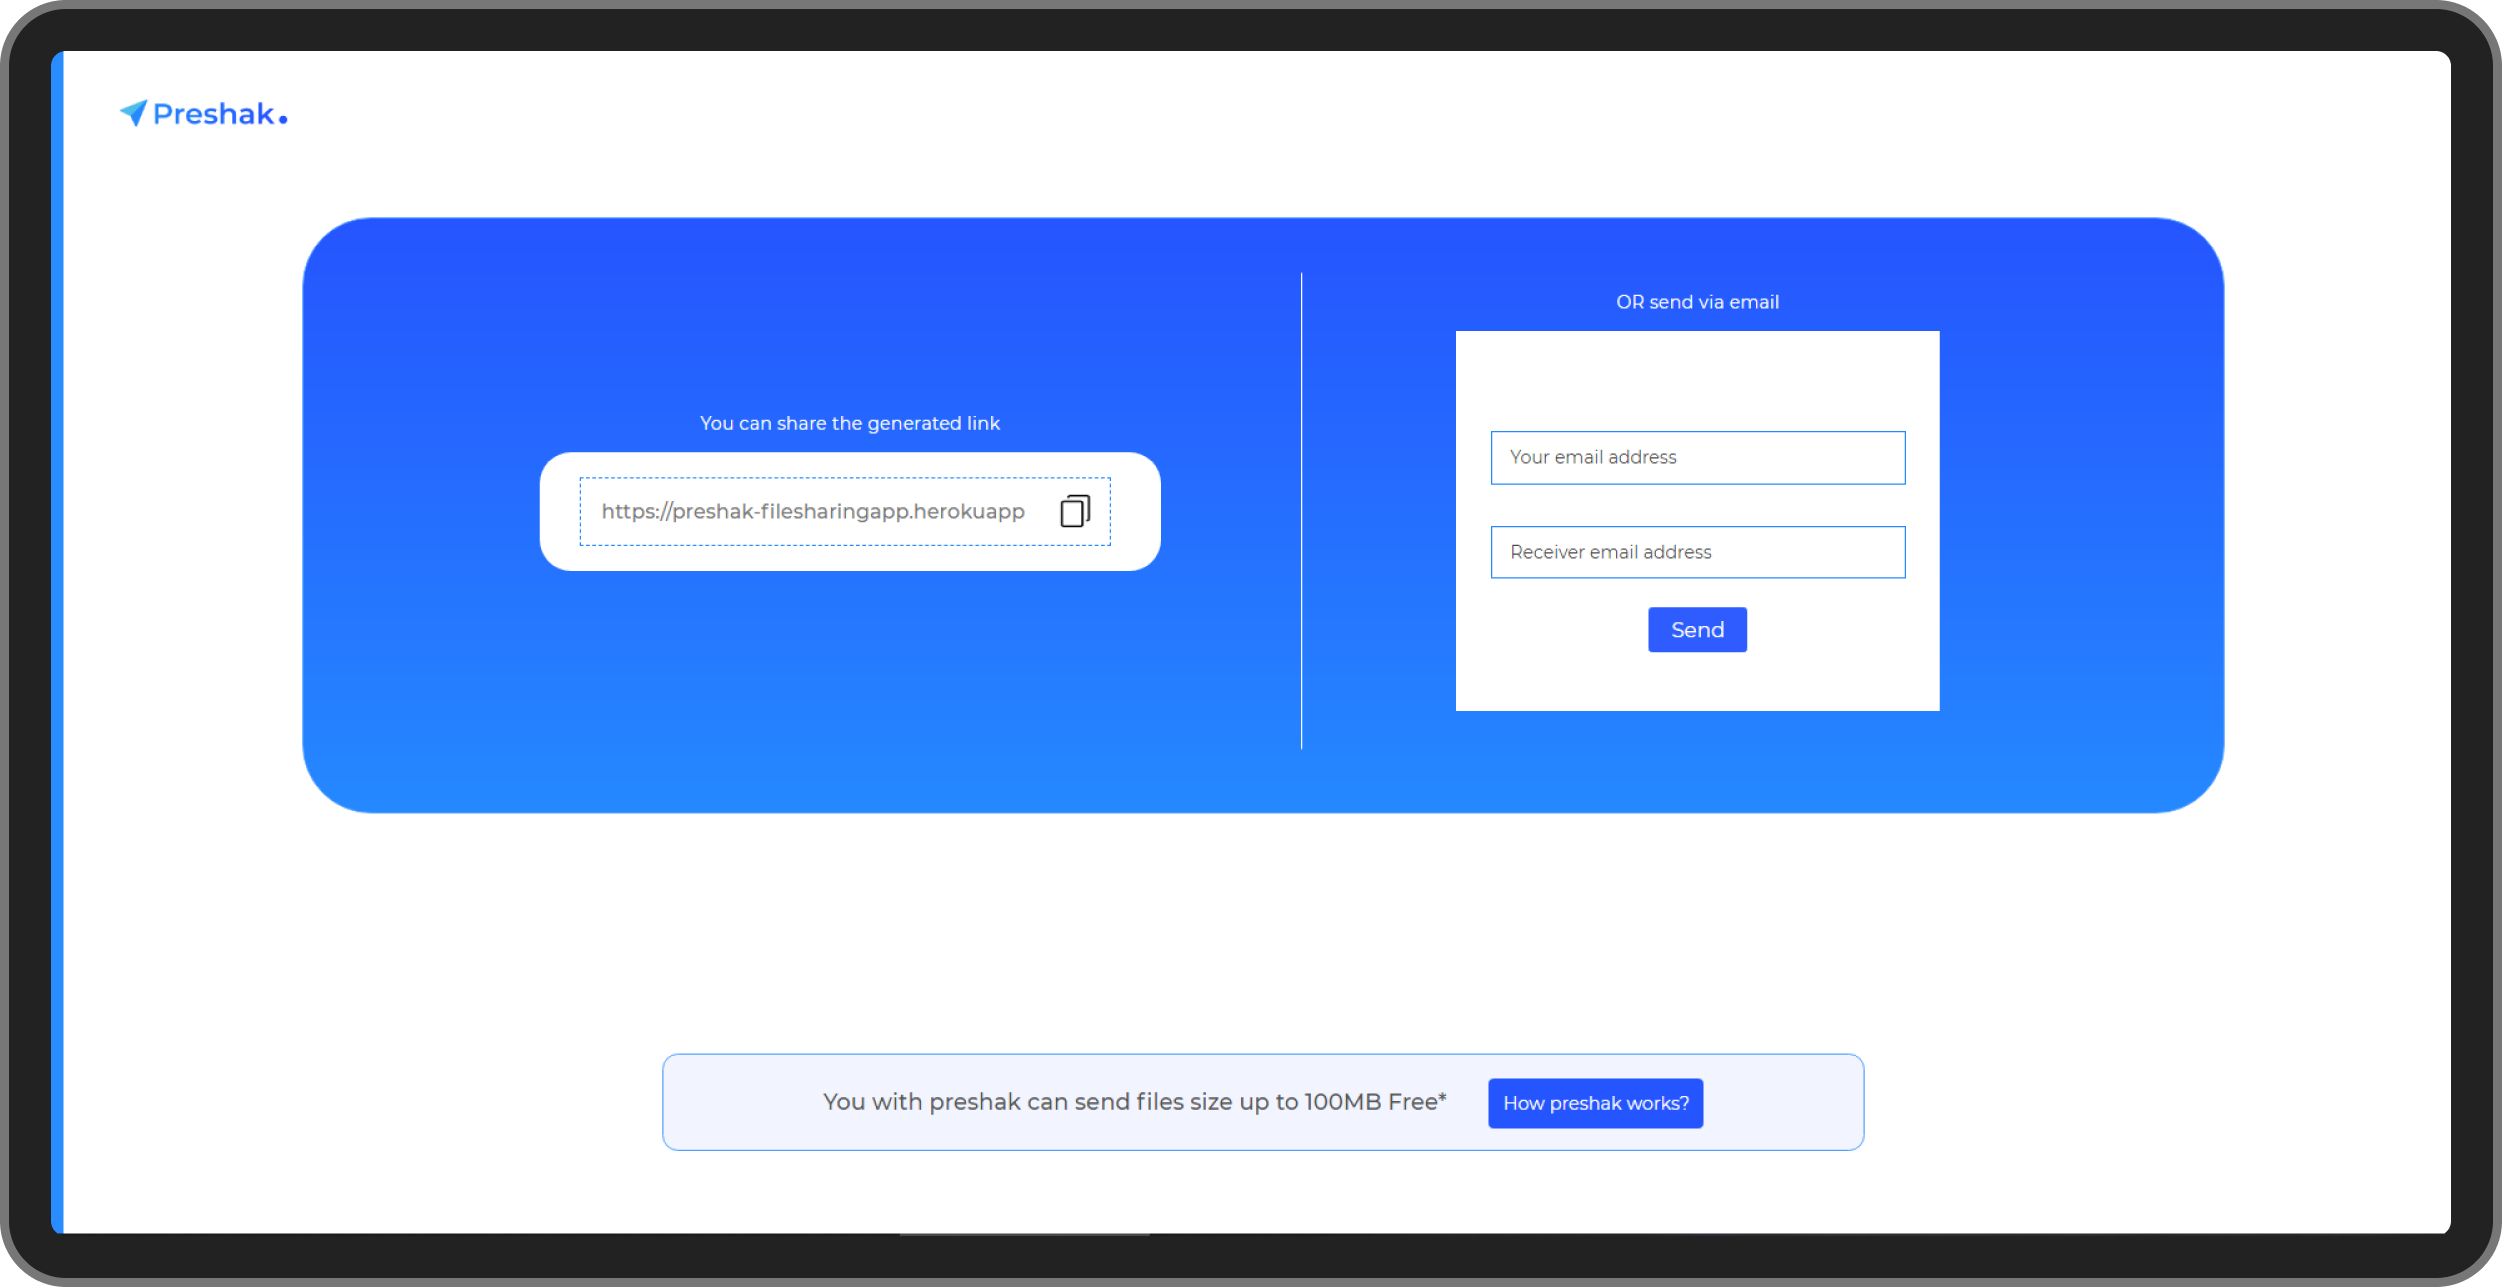 Preshak.
You can share the generated link
https://preshak-filesharingapp.herokuapp
OR send via email
Your email address
Receiver email address
Send
You with preshak can send files size up to 100MB Free*
How preshak works?